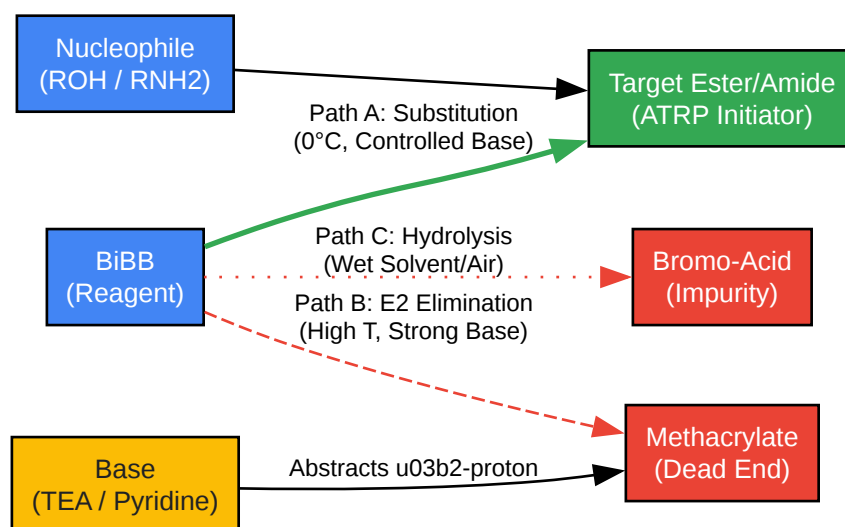 Nucleophile
(ROH / RNH2)
Target Ester/Amide
(ATRP Initiator)
Path A: Substitution
(0°C, Controlled Base)
BiBB
(Reagent)
Path C: Hydrolysis
(Wet Solvent/Air)
Bromo-Acid
(Impurity)
Path B: E2 Elimination
(High T, Strong Base)
Methacrylate
(Dead End)
Base
(TEA / Pyridine)
Abstracts u03b2-proton